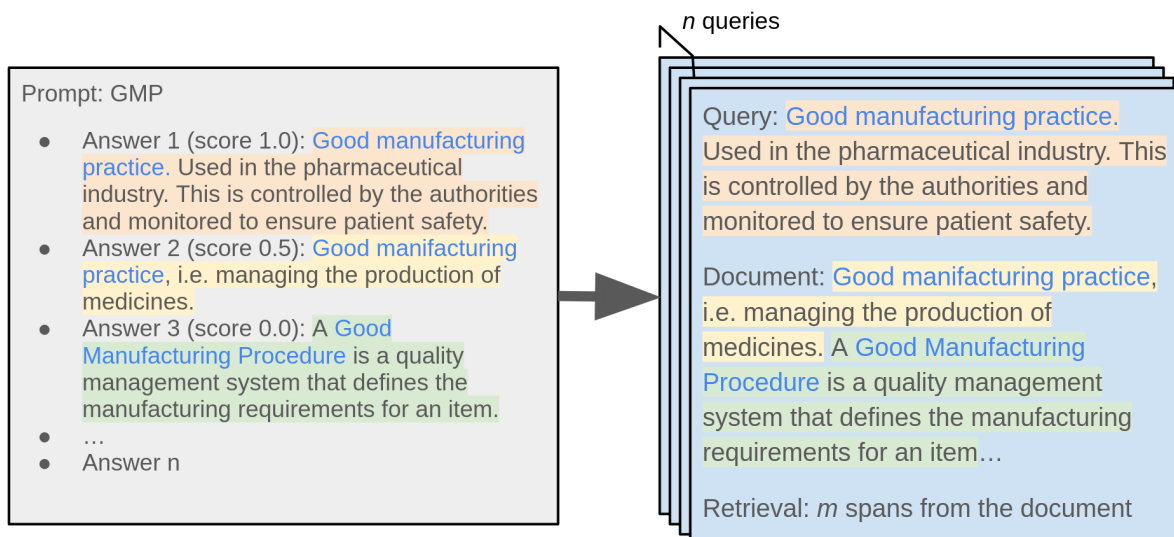 n queries
Prompt: GMP
● Answer 1 (score 1.0): Good manufacturing
practice. Used in the pharmaceutical
industry. This is controlled by the authorities
and monitored to ensure patient safety.
● Answer 2 (score 0.5): Good manifacturing
practice, i.e. managing the production of
medicines.
● Answer 3 (score 0.0): A Good
Manufacturing Procedure is a quality
management system that defines the
manufacturing requirements for an item.
● …
● Answer n
Query: Good manufacturing practice.
Used in the pharmaceutical industry. This
is controlled by the authorities and
monitored to ensure patient safety.
Document: Good manifacturing practice,
i.e. managing the production of
medicines. A Good Manufacturing
Procedure is a quality management
system that defines the manufacturing
requirements for an item…
Retrieval: m spans from the document